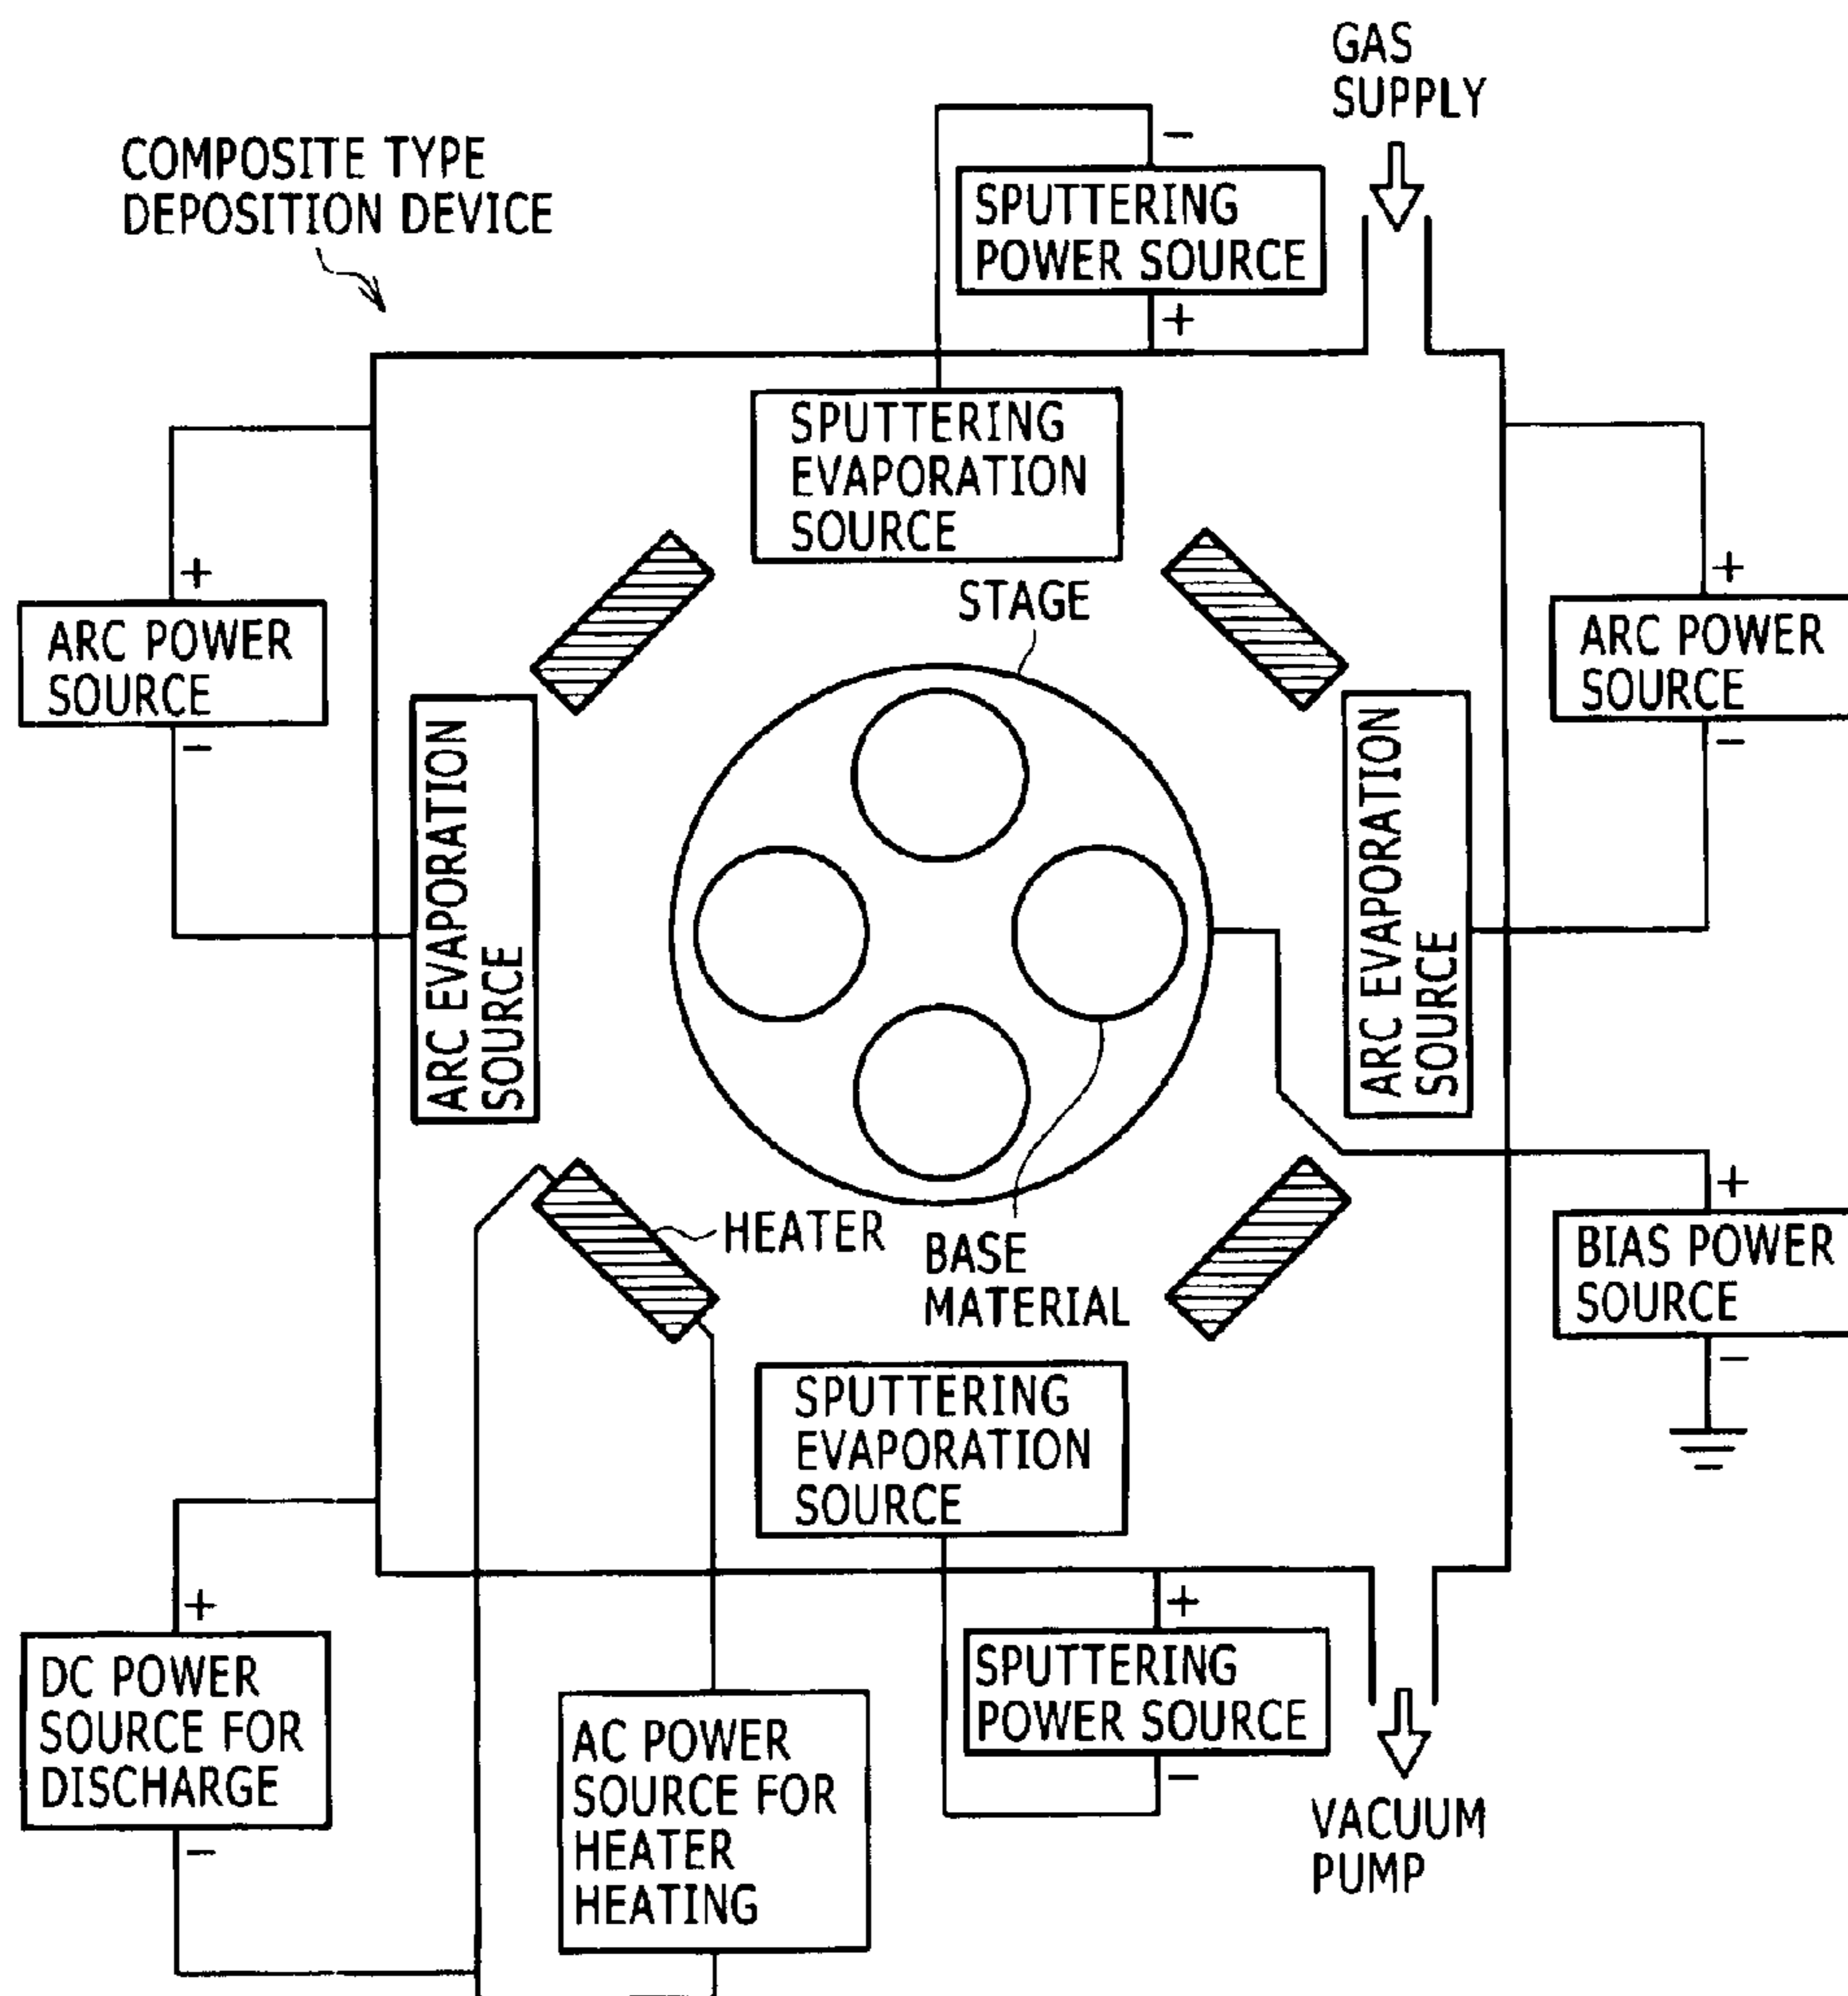 GAS
SUPPLY
COMPOSITE TYPE
DEPOSITION DEVICE
−
SPUTTERING
POWER SOURCE
+
SPUTTERING
EVAPORATION
SOURCE
STAGE
+
ARC POWER
SOURCE
−
+
ARC POWER
SOURCE
−
ARC EVAPORATION
SOURCE
ARC EVAPORATION
SOURCE
HEATER
BASE
MATERIAL
+
BIAS POWER
SOURCE
−
SPUTTERING
EVAPORATION
SOURCE
+
DC POWER
SOURCE FOR
DISCHARGE
−
AC POWER
SOURCE FOR
HEATER
HEATING
+
SPUTTERING
POWER SOURCE
−
VACUUM
PUMP